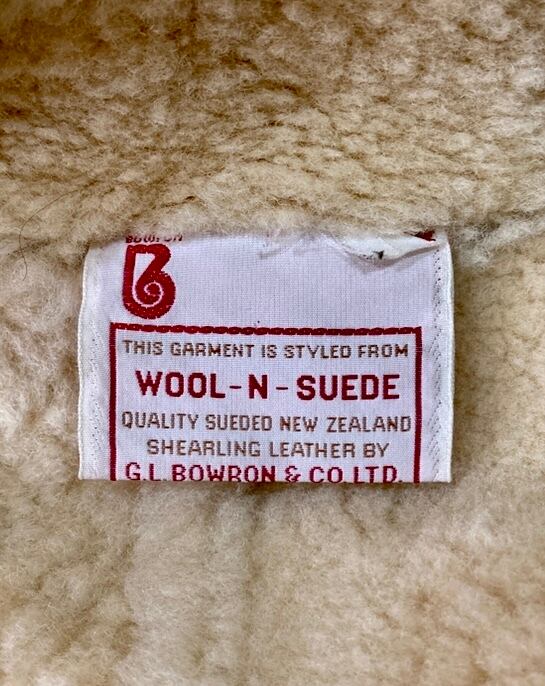 BOWRON
B
THIS GARMENT IS STYLED FROM
WOOL-N-SUEDE
QUALITY SUEDED NEW ZEALAND
SHEARLING LEATHER BY
G.L. BOWRON & CO. LTD.